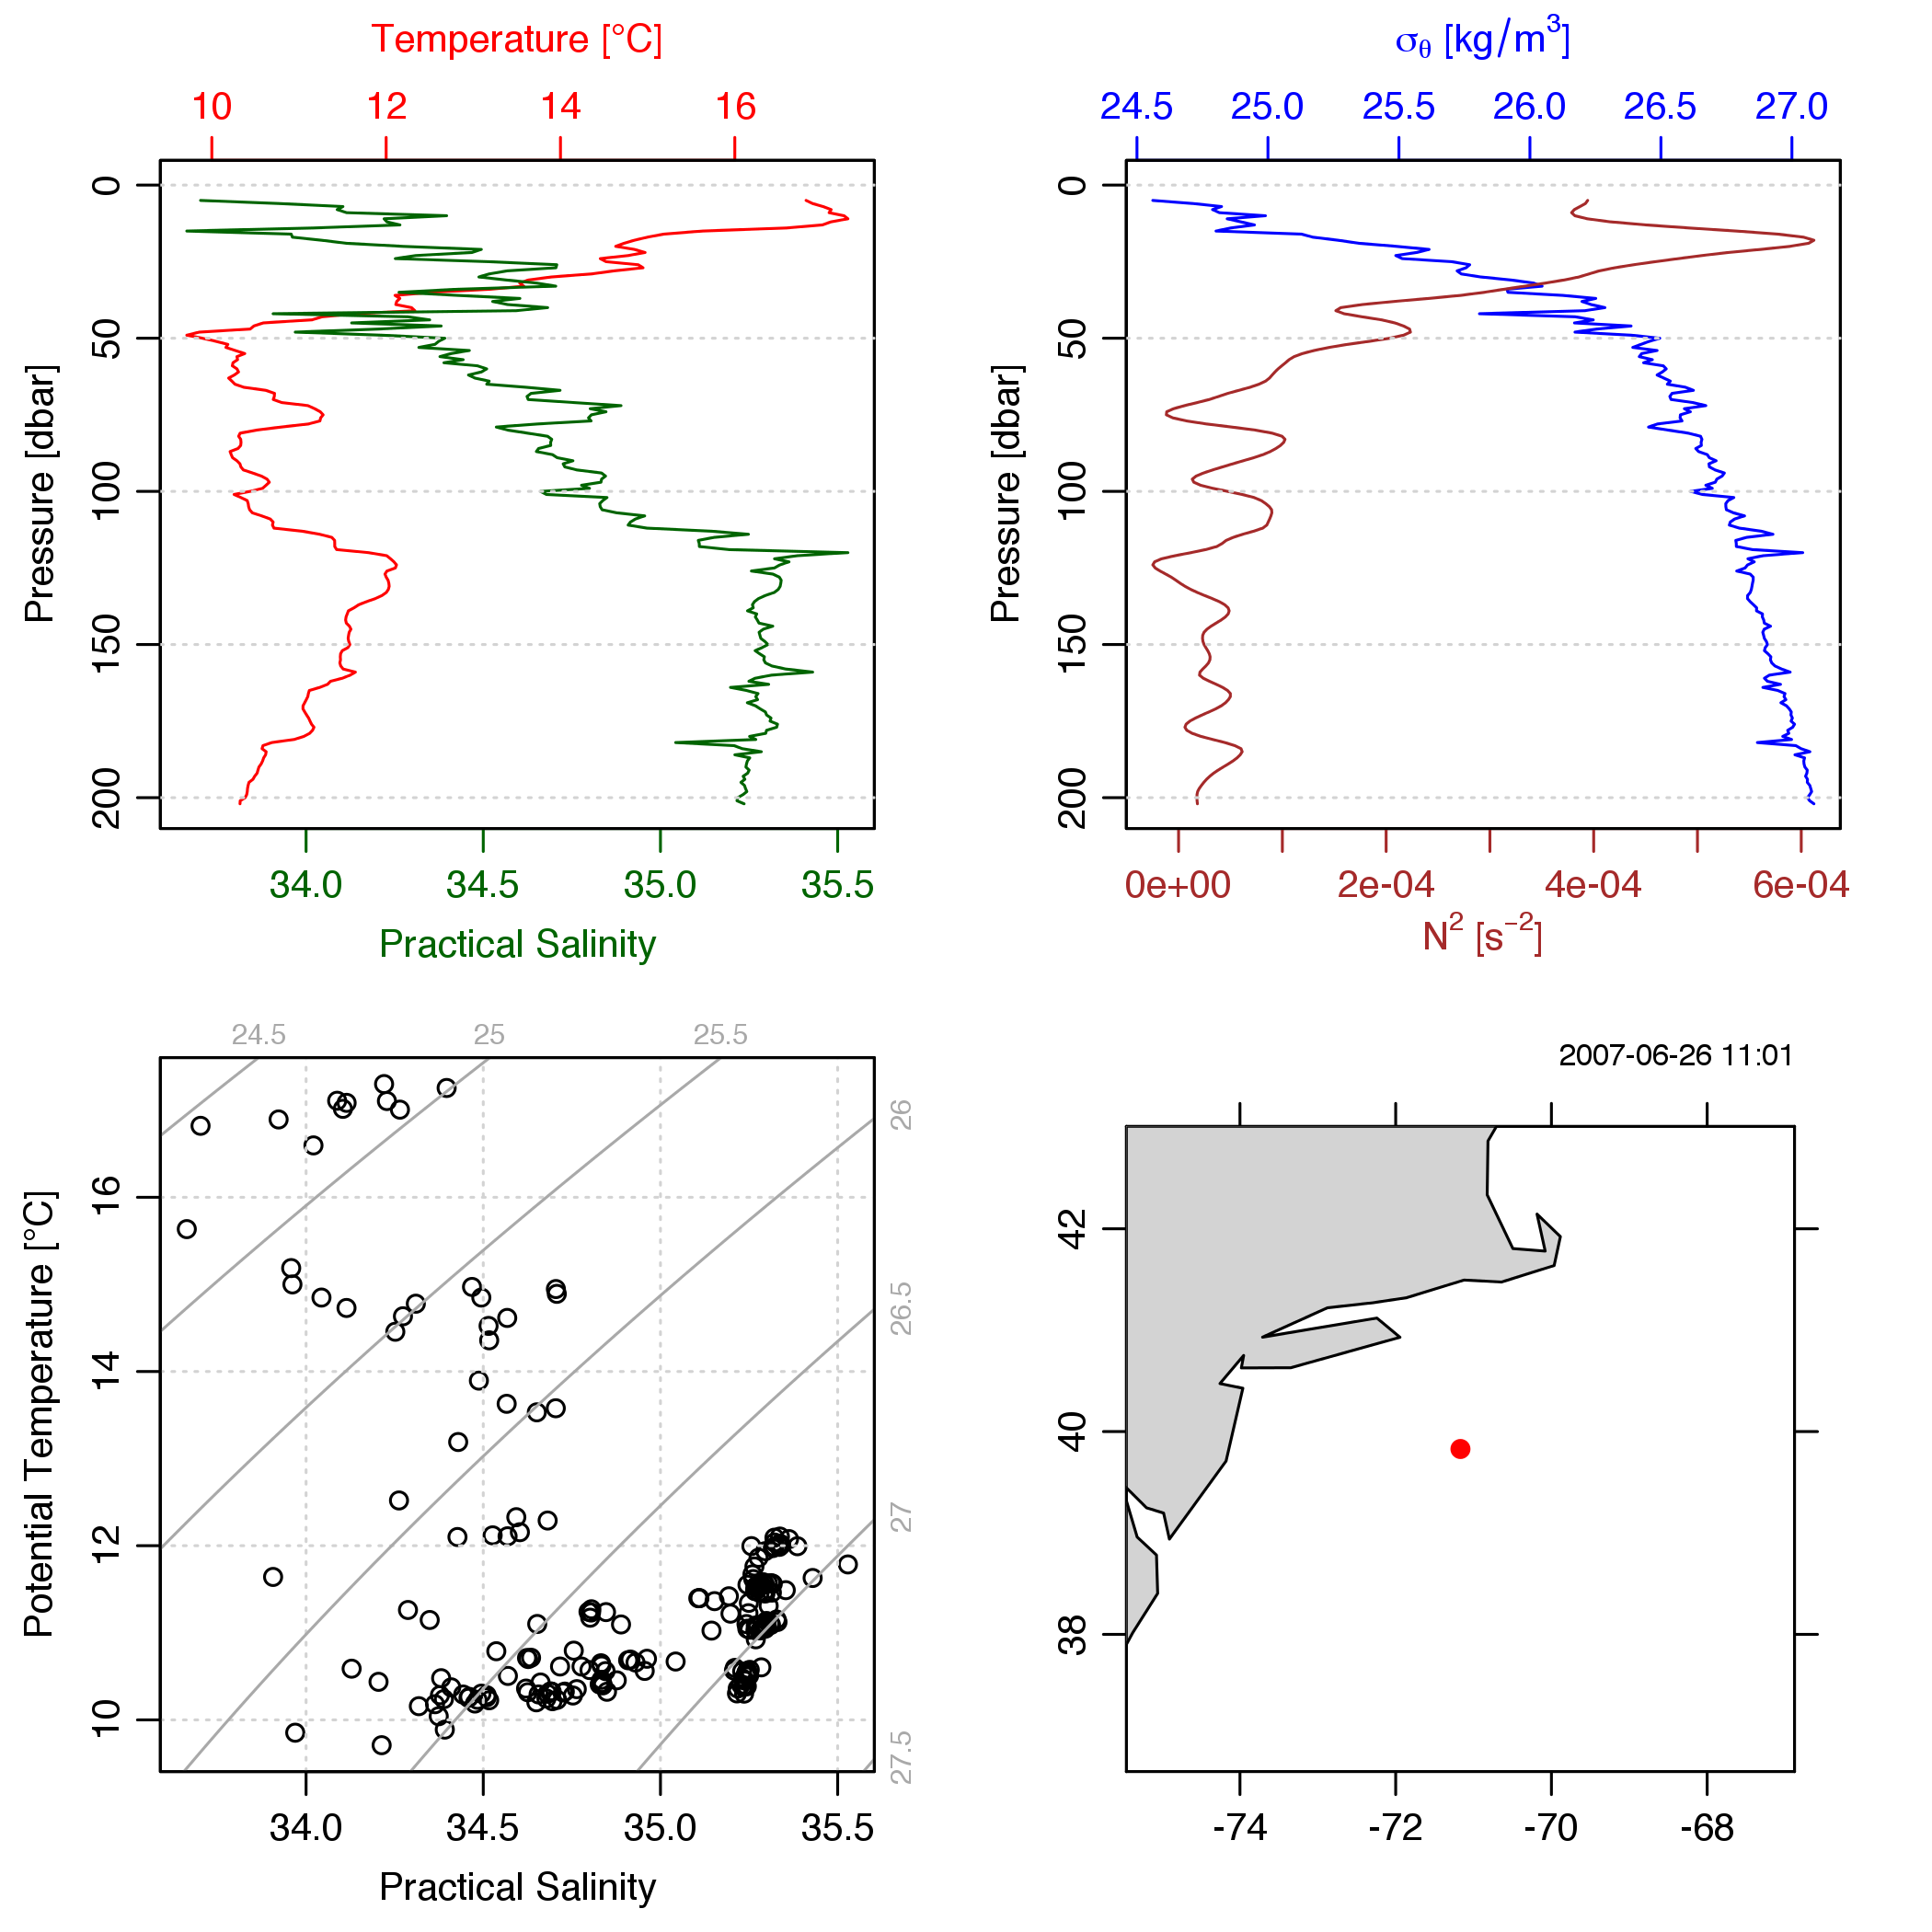 Temperature [°C]
10 12 14 16
0
50
100
150
200
Pressure [dbar]
34.0 34.5 35.0 35.5
Practical Salinity
σθ [kg/m³]
24.5 25.0 25.5 26.0 26.5 27.0
0
50
100
150
200
Pressure [dbar]
0e+00 2e-04 4e-04 6e-04
N² [s⁻²]
24.5 25 25.5
26
26.5
27
27.5
16
14
12
10
Potential Temperature [°C]
34.0 34.5 35.0 35.5
Practical Salinity
2007-06-26 11:01
42
40
38
-74 -72 -70 -68